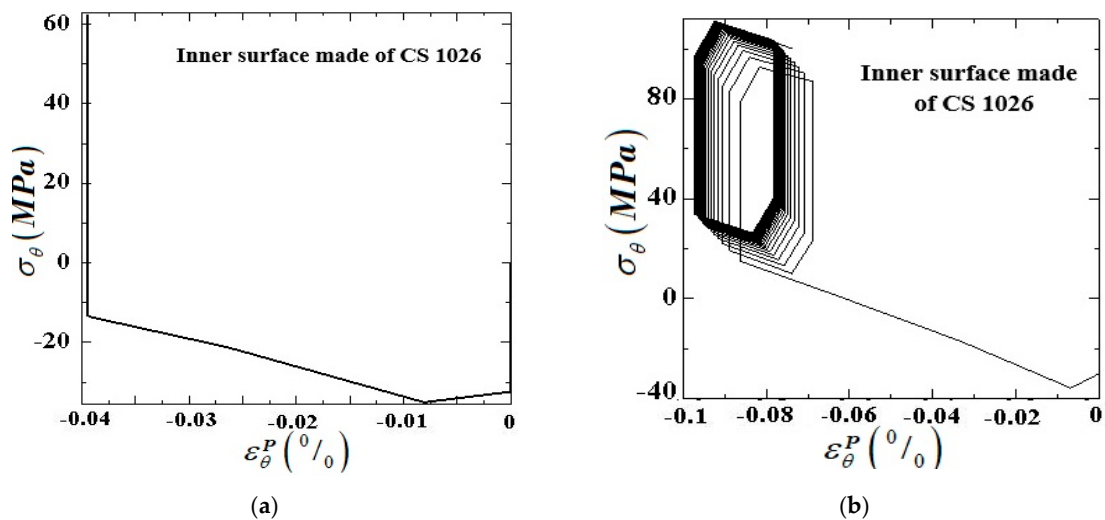 60
40
20
0
-20
Inner surface made of CS 1026
σθ (MPa)
-0.04
-0.03
-0.02
-0.01
0
ε^P_θ (0/0)
(a)
80
40
0
-40
Inner surface made
of CS 1026
σθ (MPa)
-0.1
-0.08
-0.06
-0.04
-0.02
0
ε^P_θ (0/0)
(b)